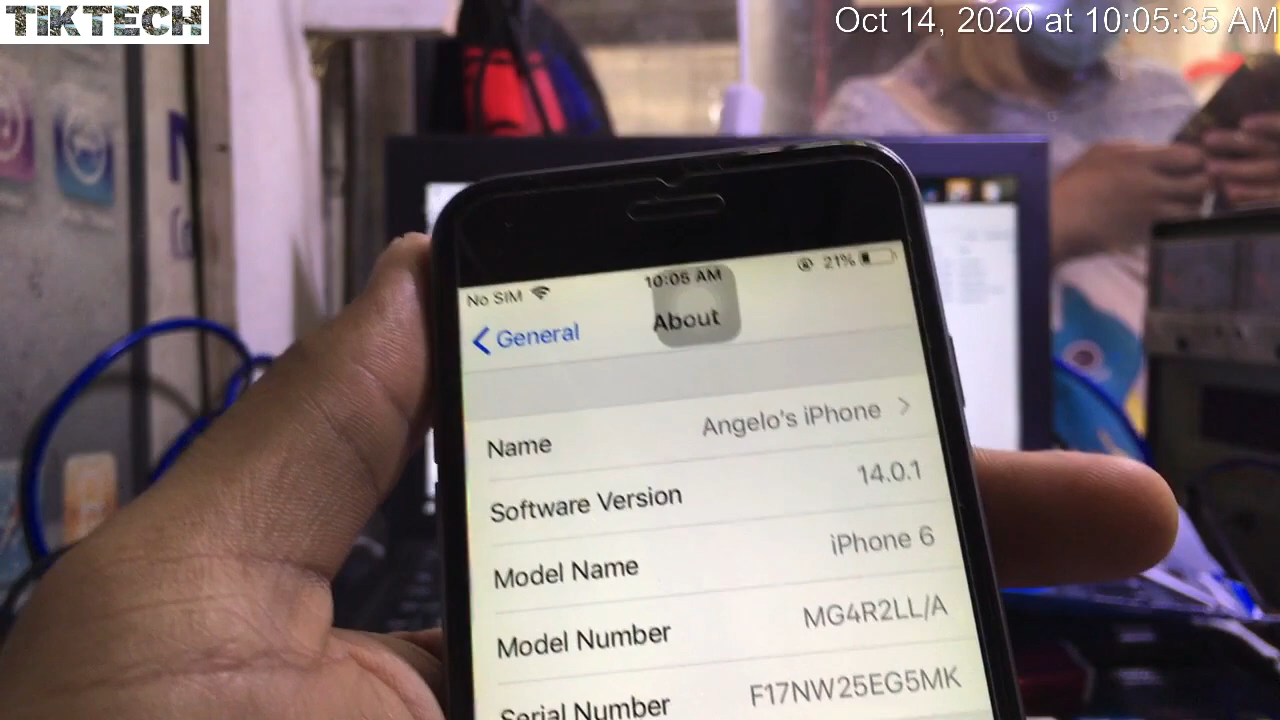 TIKTECH
Oct 14, 2020 at 10:05:35 AM
No SIM 10:05 AM 21%
General About
Name Angelo's iPhone
Software Version 14.0.1
Model Name iPhone 6
Model Number MG4R2LL/A
Serial Number F17NW25EG5MK